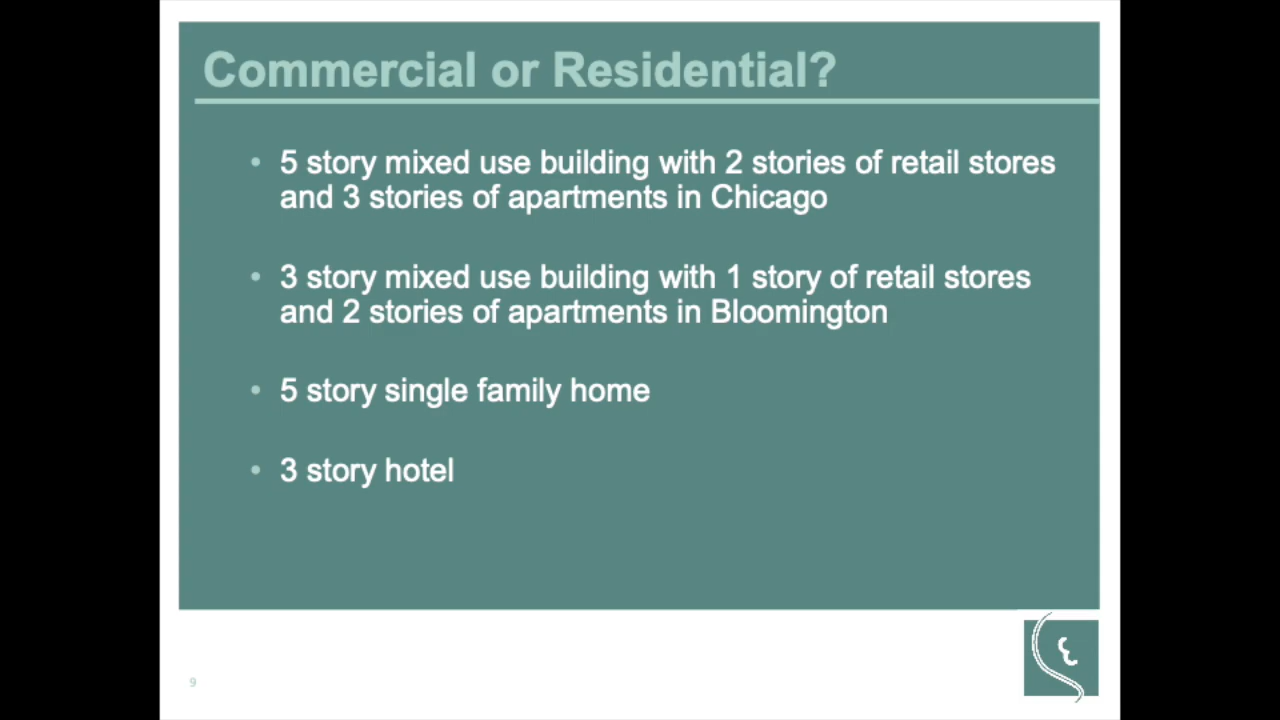 Commercial or Residential?
• 5 story mixed use building with 2 stories of retail stores
and 3 stories of apartments in Chicago
• 3 story mixed use building with 1 story of retail stores
and 2 stories of apartments in Bloomington
• 5 story single family home
• 3 story hotel
9